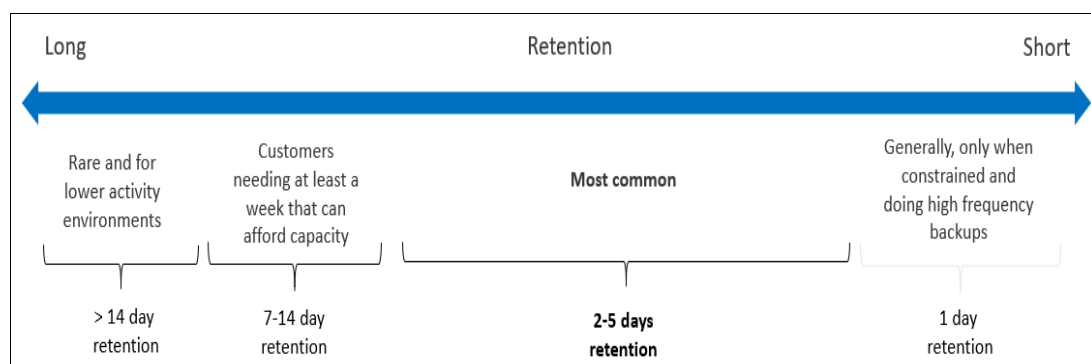 Long
Retention
Short
Rare and for
lower activity
environments
Customers
needing at least a
week that can
afford capacity
Most common
Generally, only when
constrained and
doing high frequency
backups
> 14 day
retention
7-14 day
retention
2-5 days
retention
1 day
retention